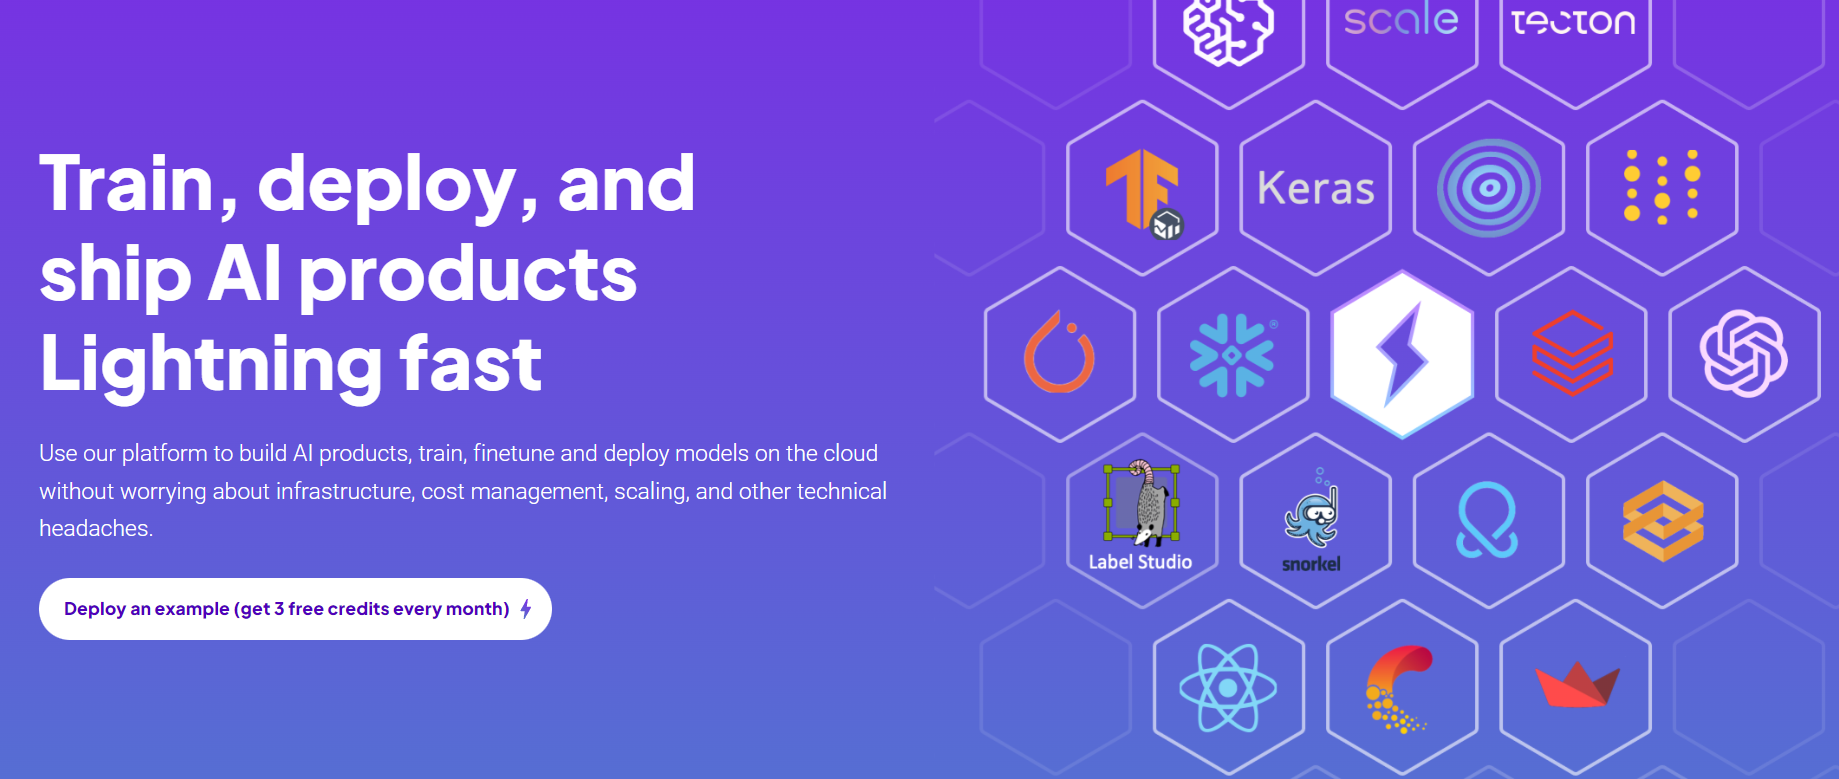 Train, deploy, and
ship AI products
Lightning fast
Use our platform to build AI products, train, finetune and deploy models on the cloud
without worrying about infrastructure, cost management, scaling, and other technical
headaches.
Deploy an example (get 3 free credits every month)
scale
tecton
Keras
®
Label Studio
snorkel